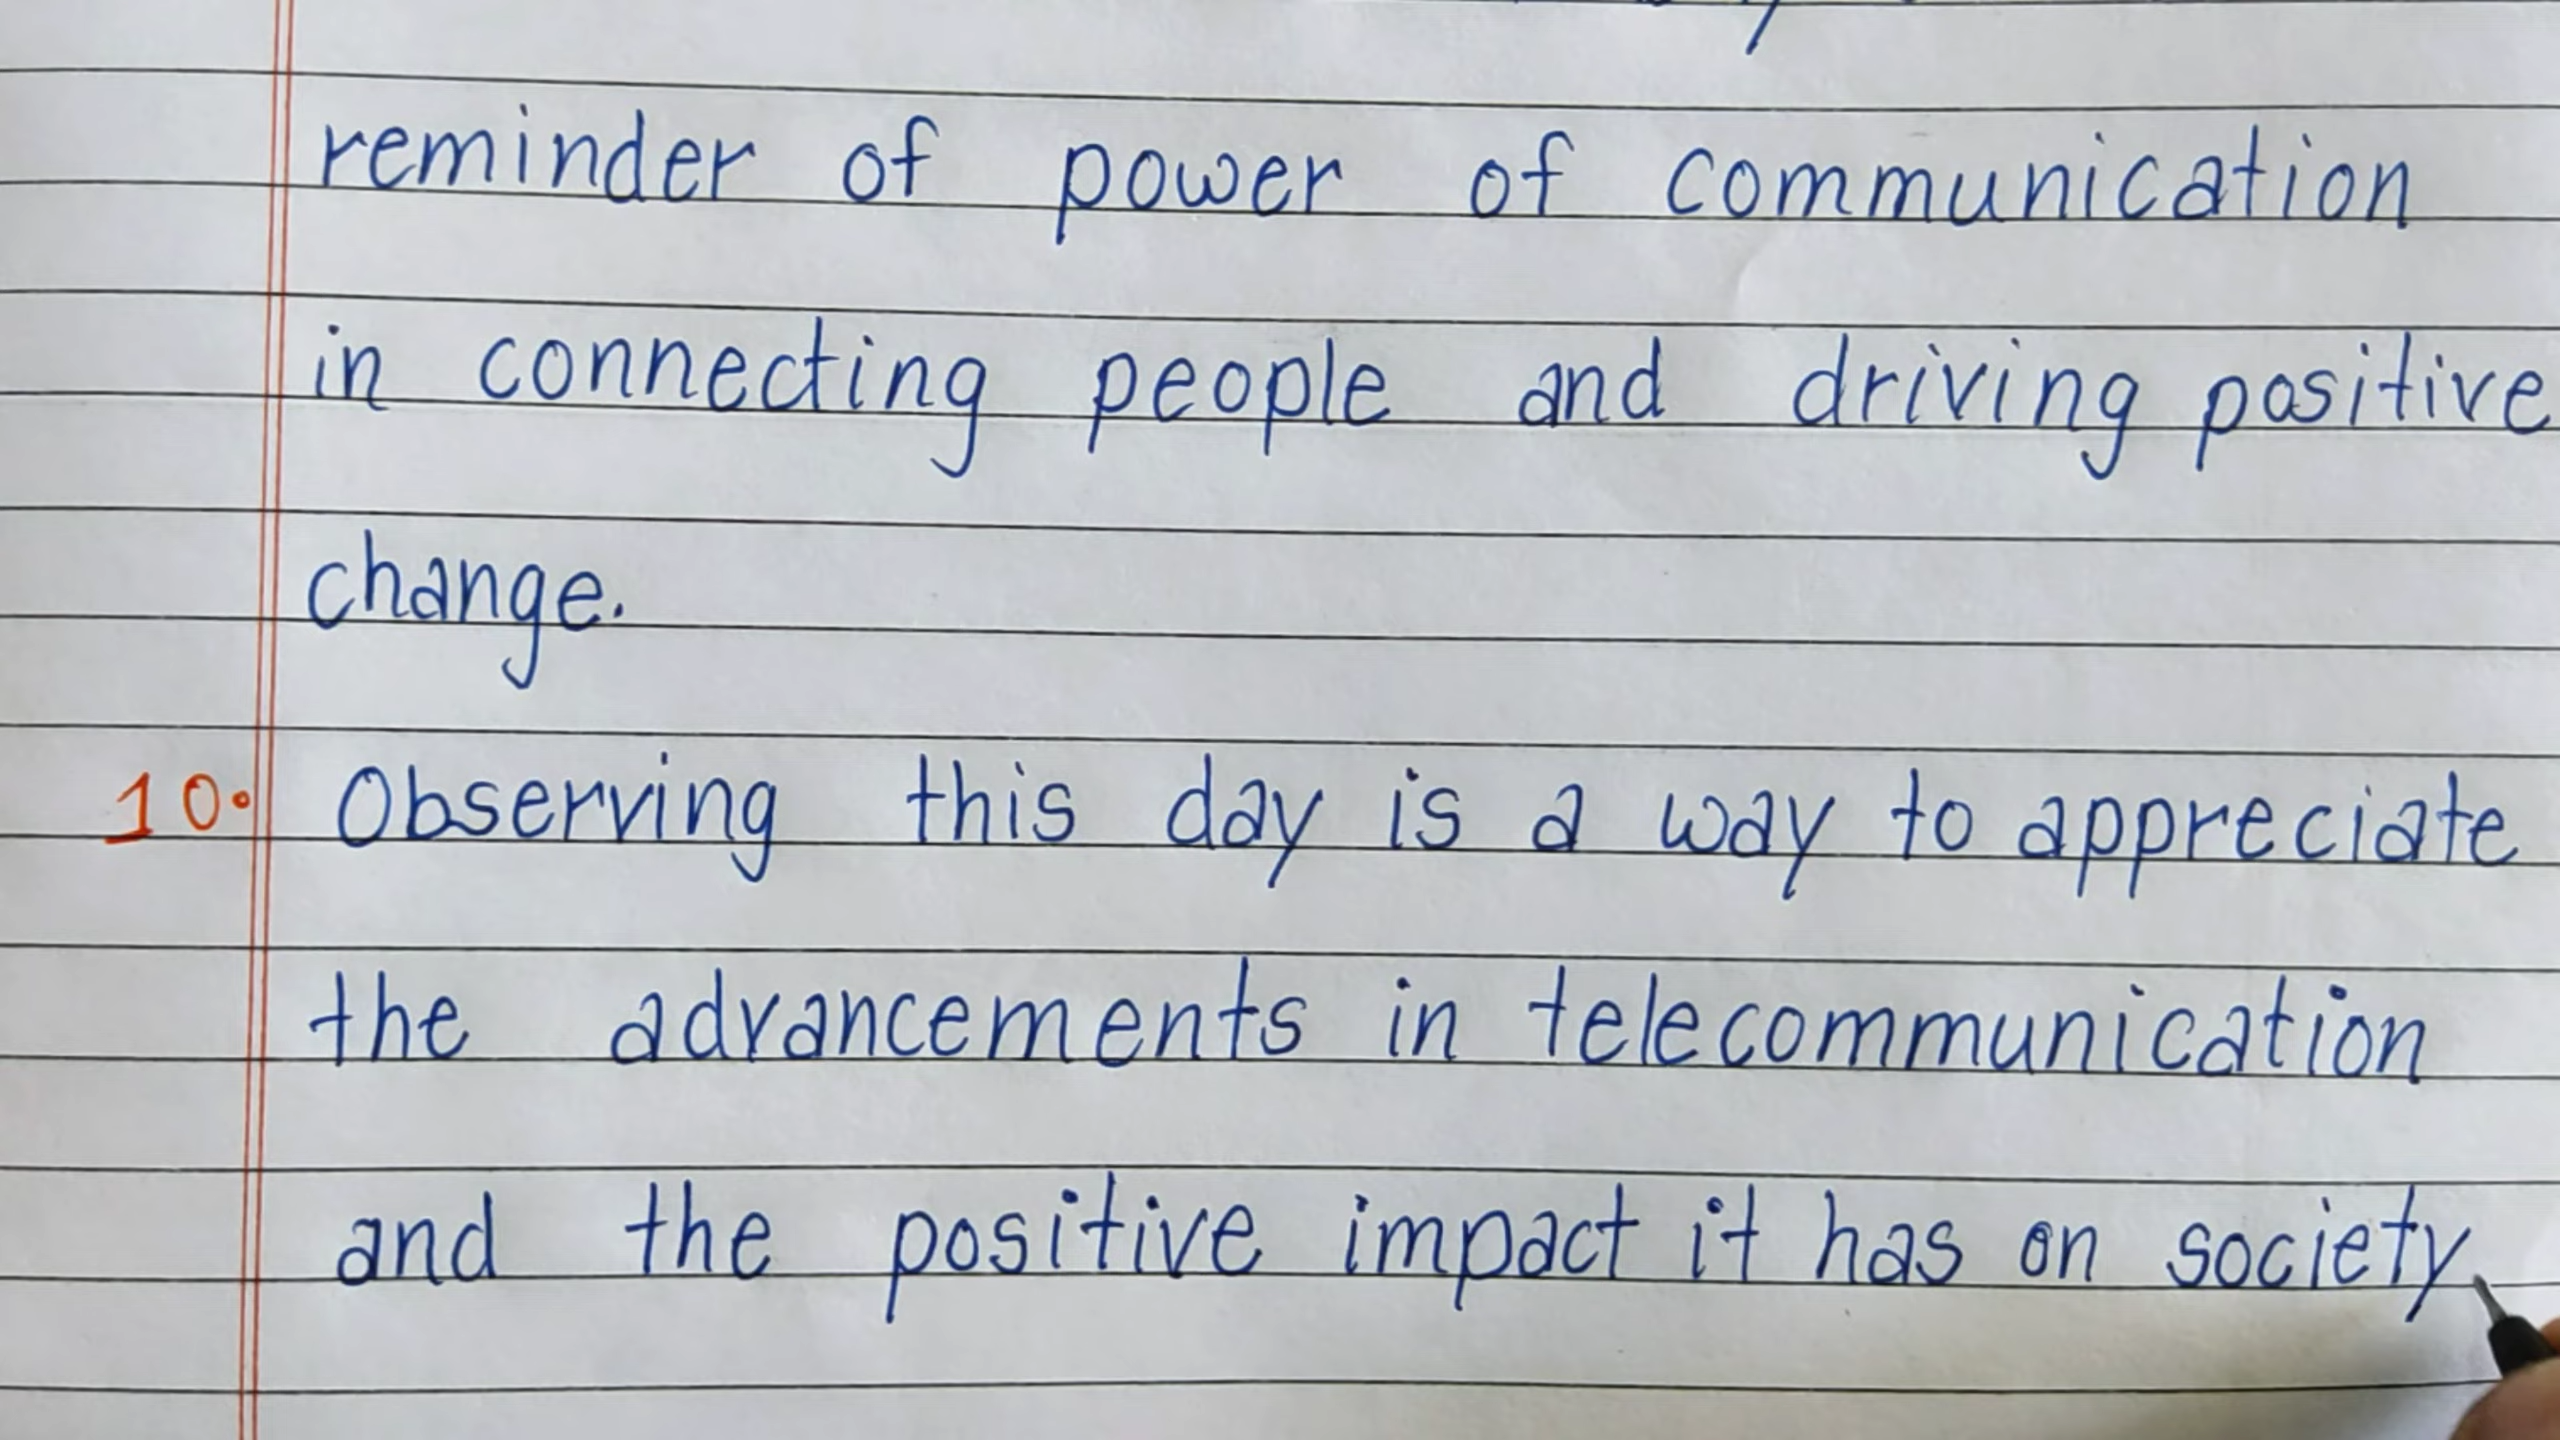 reminder of power of communication
in connecting people and driving positive
change.
10. Observing this day is a way to appreciate
the advancements in telecommunication
and the positive impact it has on society.